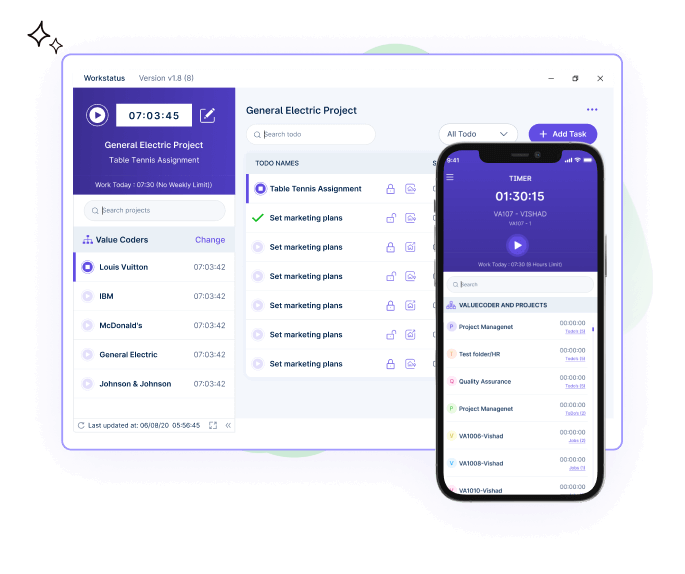 Workstatus Version v1.8 (8)
07:03:45
General Electric Project
Table Tennis Assignment
Work Today : 07:30 (No Weekly Limit))
Search projects
Value Coders Change
Louis Vuitton 07:03:42
IBM 07:03:42
McDonald's 07:03:42
General Electric 07:03:42
Johnson & Johnson 07:03:42
Last updated at: 06/08/20 05:56:45
General Electric Project
Search todo
All Todo
+ Add Task
TODO NAMES
Table Tennis Assignment
Set marketing plans
Set marketing plans
Set marketing plans
Set marketing plans
Set marketing plans
Set marketing plans
9:41
TIMER
01:30:15
VA107 - VISHAD
VA107 - 1
Work Today : 07:30 (8 Hours Limit)
Search
VALUECODER AND PROJECTS
P Project Managenet 00:00:00
Todo's (5)
T Test folder/HR 00:00:00
Todo's (5)
Q Quality Assurance 00:00:00
Todo's (5)
P Project Managenet 00:00:00
Todo's (2)
V VA1006-Vishad 00:00:00
Jobs (2)
V VA1008-Vishad 00:00:00
Jobs (1)
VA1010-Vishad 00:00:00